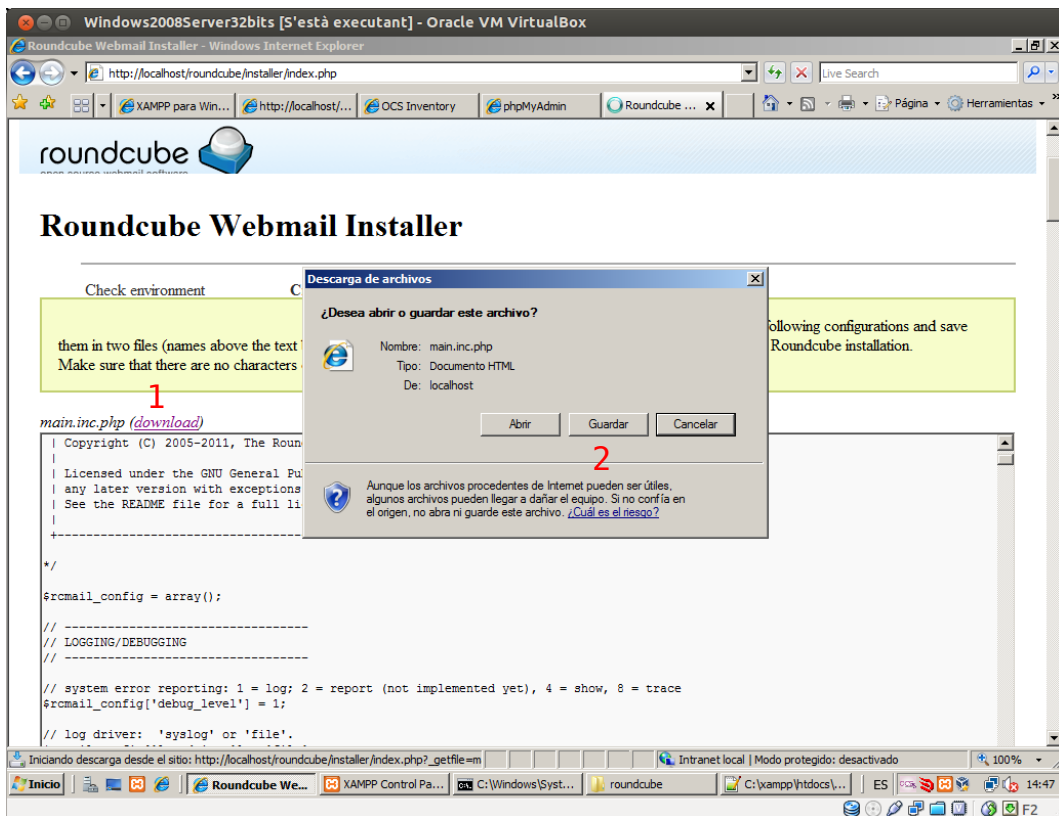 Windows2008Server32bits [S'està executant] - Oracle VM VirtualBox
Roundcube Webmail Installer - Windows Internet Explorer
http://localhost/roundcube/installer/index.php
Live Search
XAMPP para Win...
http://localhost/...
OCS Inventory
phpMyAdmin
Roundcube ...
Página
Herramientas
roundcube
open source webmail software
Roundcube Webmail Installer
Check environment
C
following configurations and save
them in two files (names above the text
Roundcube installation.
Make sure that there are no characters
1
main.inc.php (download)
Descarga de archivos
¿Desea abrir o guardar este archivo?
Nombre: main.inc.php
Tipo: Documento HTML
De: localhost
Abrir
Guardar
Cancelar
2
Aunque los archivos procedentes de Internet pueden ser útiles,
algunos archivos pueden llegar a dañar el equipo. Si no confía en
el origen, no abra ni guarde este archivo. ¿Cuál es el riesgo?
| Copyright (C) 2005-2011, The Roun
|
| Licensed under the GNU General Pu
| any later version with exceptions
| See the README file for a full li
|
+-----------------------------------
*/
$rcmail_config = array();
// ----------------------------------
// LOGGING/DEBUGGING
// ----------------------------------
// system error reporting: 1 = log; 2 = report (not implemented yet), 4 = show, 8 = trace
$rcmail_config['debug_level'] = 1;
// log driver:  'syslog' or 'file'.
Iniciando descarga desde el sitio: http://localhost/roundcube/installer/index.php?_getfile=m
Intranet local | Modo protegido: desactivado
100%
Inicio
Roundcube We...
XAMPP Control Pa...
C:\Windows\Syst...
roundcube
C:\xampp\htdocs\...
ES
14:47
F2